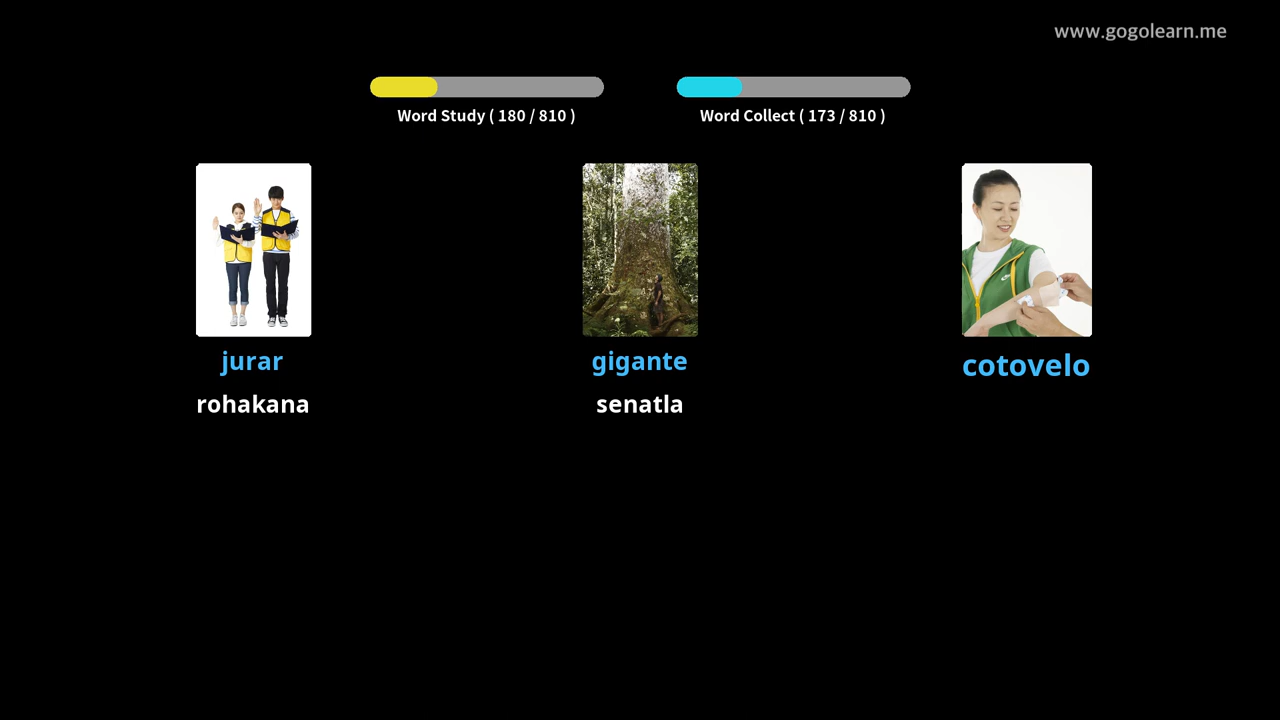 www.gogolearn.me
Word Study ( 180 / 810 )
Word Collect ( 173 / 810 )
jurar
gigante
cotovelo
rohakana
senatla